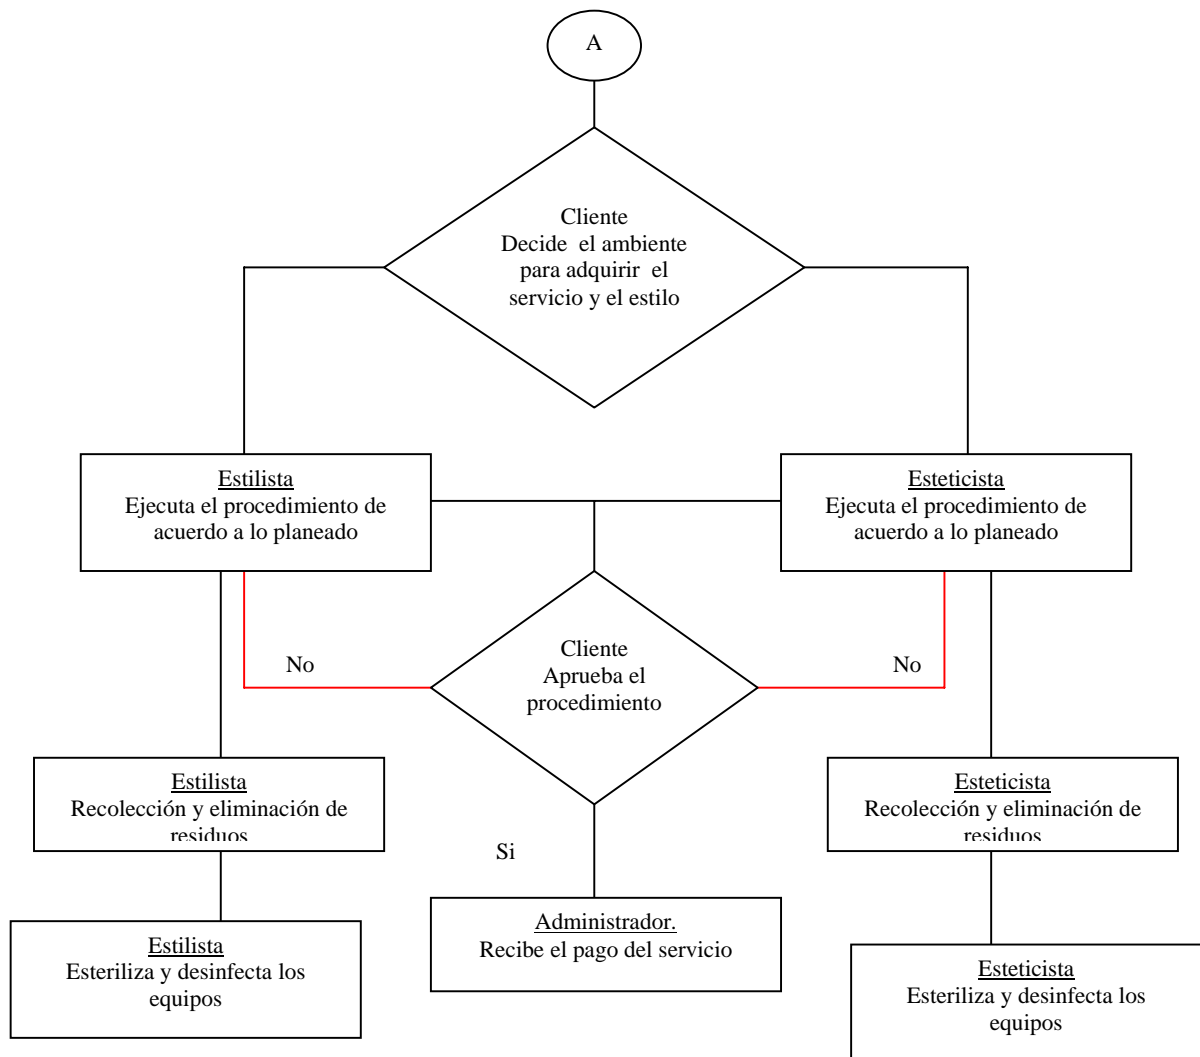 A
Cliente
Decide el ambiente
para adquirir el
servicio y el estilo
Estilista
Ejecuta el procedimiento de
acuerdo a lo planeado
Esteticista
Ejecuta el procedimiento de
acuerdo a lo planeado
No
Cliente
Aprueba el
procedimiento
No
Estilista
Recolección y eliminación de
residuos
Esteticista
Recolección y eliminación de
residuos
Si
Administrador.
Recibe el pago del servicio
Estilista
Esteriliza y desinfecta los
equipos
Esteticista
Esteriliza y desinfecta los
equipos